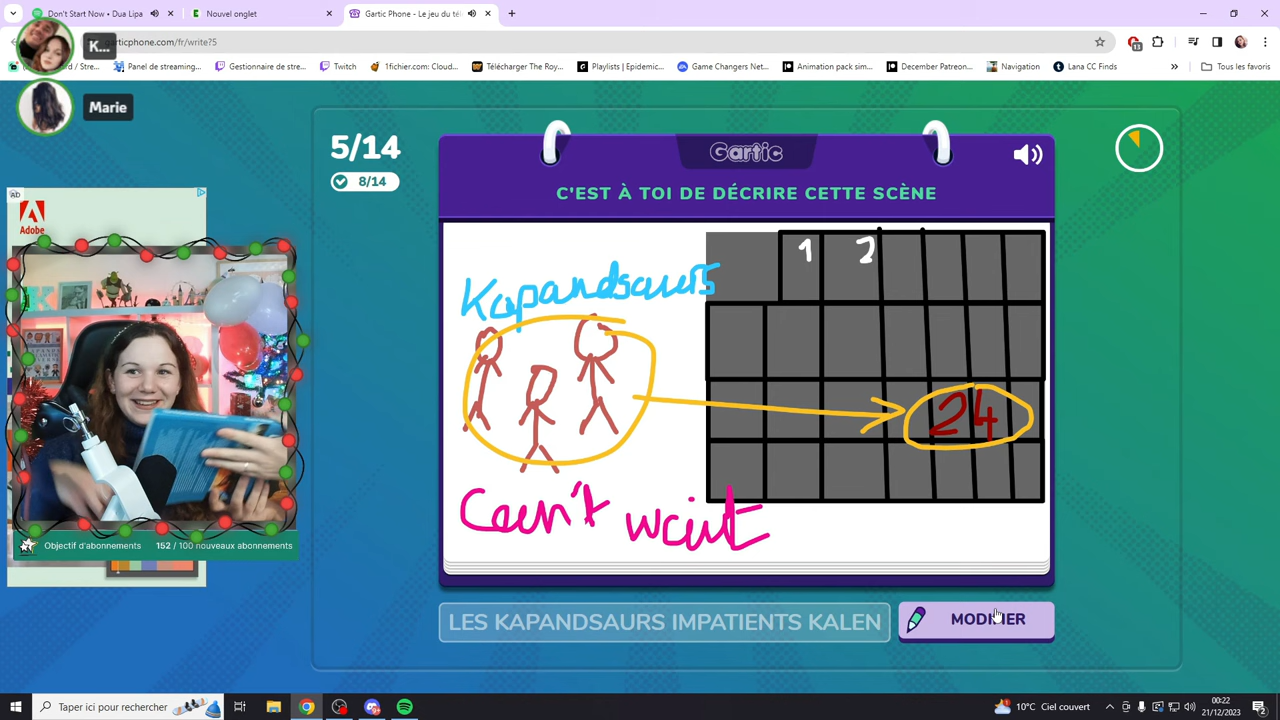 Don't Start Now • Dua Lipa
Nouvel onglet
Gartic Phone - Le jeu du tél
garticphone.com/fr/write?5
Panel de streaming...
Gestionnaire de stre...
Twitch
1fichier.com: Cloud...
Télécharger The Roy...
Playlists | Epidemic...
Game Changers Net...
Animation pack sim...
December Patreon...
Navigation
Lana CC Finds
Tous les favoris
K...
Marie
5/14
8/14
Gartic
C'EST À TOI DE DÉCRIRE CETTE SCÈNE
Ad
Adobe
Kapandsaurs
1 2
24
Can't wait
Objectif d'abonnements 152 / 100 nouveaux abonnements
LES KAPANDSAURS IMPATIENTS KALEN
MODIFIER
Taper ici pour rechercher
10°C Ciel couvert
00:22
21/12/2023